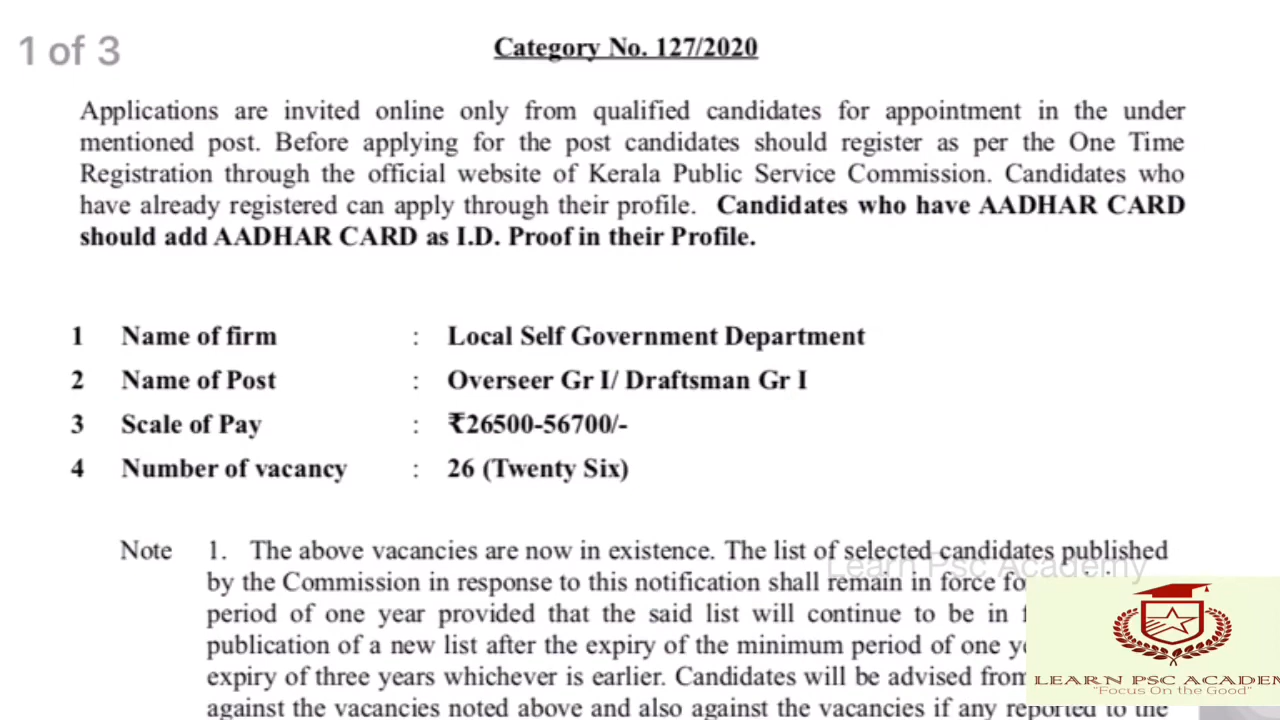 1 of 3
Category No. 127/2020
Applications are invited online only from qualified candidates for appointment in the under
mentioned post. Before applying for the post candidates should register as per the One Time
Registration through the official website of Kerala Public Service Commission. Candidates who
have already registered can apply through their profile. Candidates who have AADHAR CARD
should add AADHAR CARD as I.D. Proof in their Profile.
1 Name of firm : Local Self Government Department
2 Name of Post : Overseer Gr I/ Draftsman Gr I
3 Scale of Pay : ₹26500-56700/-
4 Number of vacancy : 26 (Twenty Six)
Note 1. The above vacancies are now in existence. The list of selected candidates published
Learn Psc Academy
by the Commission in response to this notification shall remain in force
period of one year provided that the said list will continue to be in
publication of a new list after the expiry of the minimum period of one
expiry of three years whichever is earlier. Candidates will be advised
against the vacancies noted above and also against the vacancies if any reported to the
LEARN PSC
"Focus On the Good"